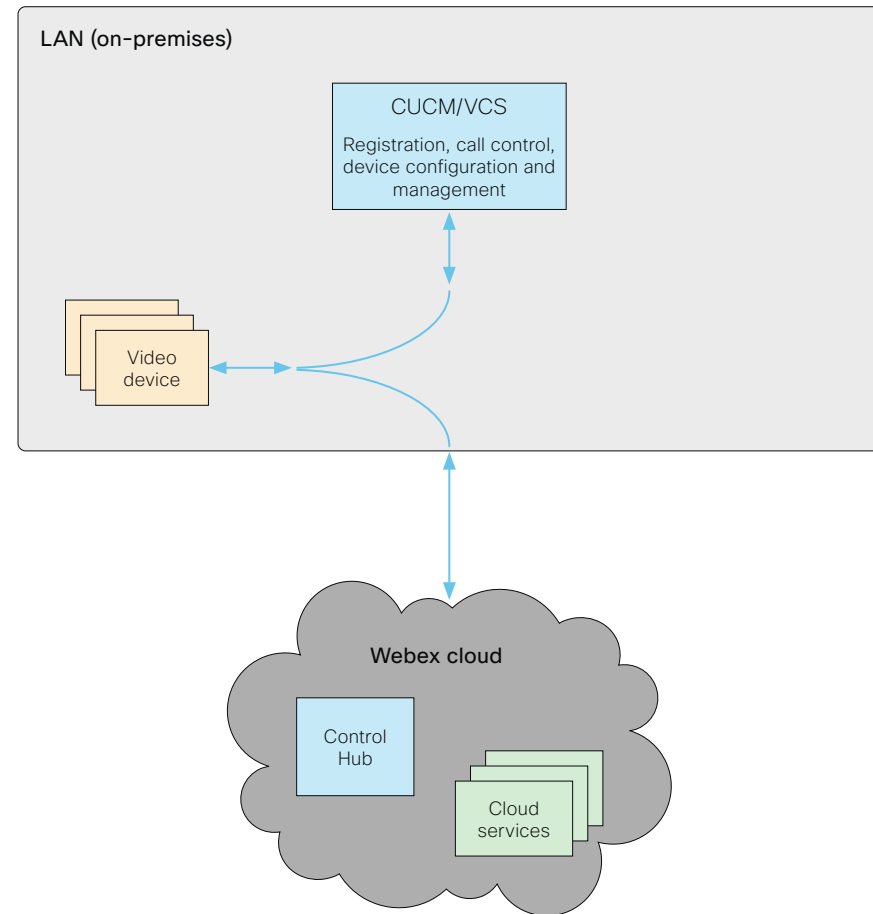 LAN (on-premises)
CUCM/VCS
Registration, call control,
device configuration and
management
Video
device
Webex cloud
Control
Hub
Cloud
services